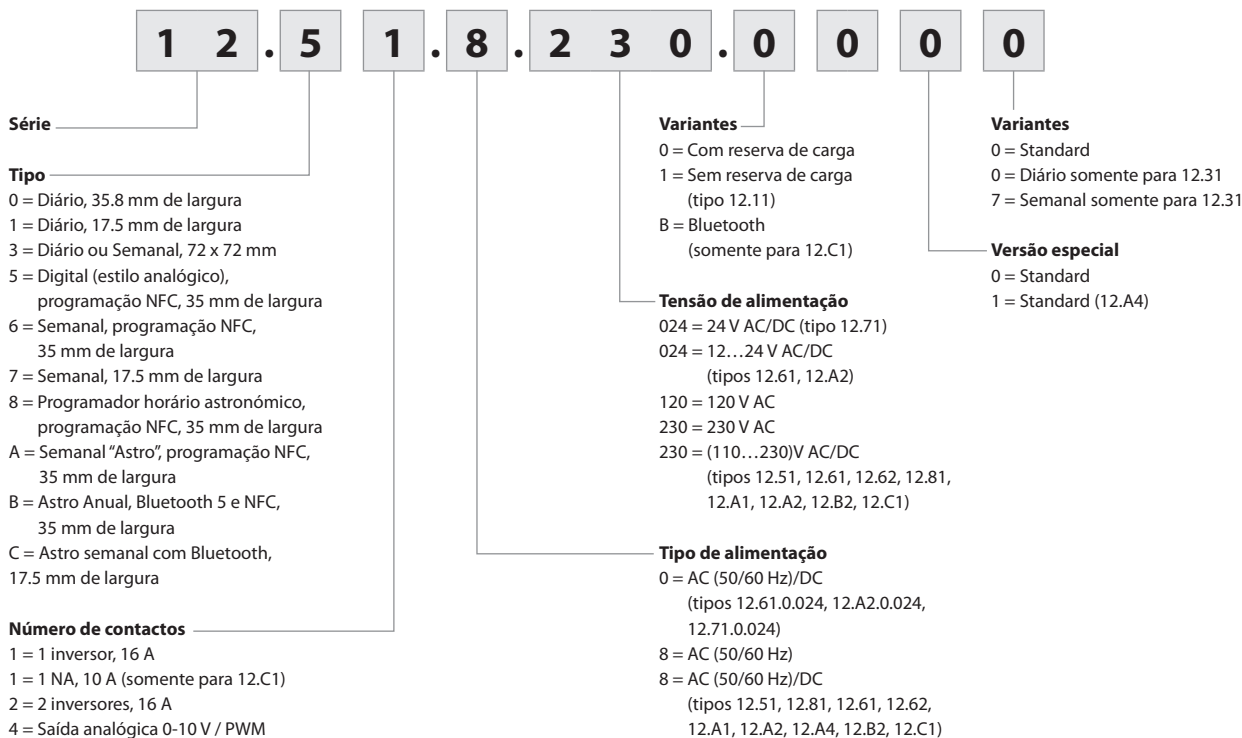 1 2 . 5 1 . 8 . 2 3 0 . 0 0 0 0
Série
Tipo
0 = Diário, 35.8 mm de largura
1 = Diário, 17.5 mm de largura
3 = Diário ou Semanal, 72 x 72 mm
5 = Digital (estilo analógico),
programação NFC, 35 mm de largura
6 = Semanal, programação NFC,
35 mm de largura
7 = Semanal, 17.5 mm de largura
8 = Programador horário astronómico,
programação NFC, 35 mm de largura
A = Semanal “Astro”, programação NFC,
35 mm de largura
B = Astro Anual, Bluetooth 5 e NFC,
35 mm de largura
C = Astro semanal com Bluetooth,
17.5 mm de largura
Número de contactos
1 = 1 inversor, 16 A
1 = 1 NA, 10 A (somente para 12.C1)
2 = 2 inversores, 16 A
4 = Saída analógica 0-10 V / PWM
Variantes
0 = Com reserva de carga
1 = Sem reserva de carga
(tipo 12.11)
B = Bluetooth
(somente para 12.C1)
Tensão de alimentação
024 = 24 V AC/DC (tipo 12.71)
024 = 12…24 V AC/DC
(tipos 12.61, 12.A2)
120 = 120 V AC
230 = 230 V AC
230 = (110…230)V AC/DC
(tipos 12.51, 12.61, 12.62, 12.81,
12.A1, 12.A2, 12.B2, 12.C1)
Tipo de alimentação
0 = AC (50/60 Hz)/DC
(tipos 12.61.0.024, 12.A2.0.024,
12.71.0.024)
8 = AC (50/60 Hz)
8 = AC (50/60 Hz)/DC
(tipos 12.51, 12.81, 12.61, 12.62,
12.A1, 12.A2, 12.A4, 12.B2, 12.C1)
Variantes
0 = Standard
0 = Diário somente para 12.31
7 = Semanal somente para 12.31
Versão especial
0 = Standard
1 = Standard (12.A4)